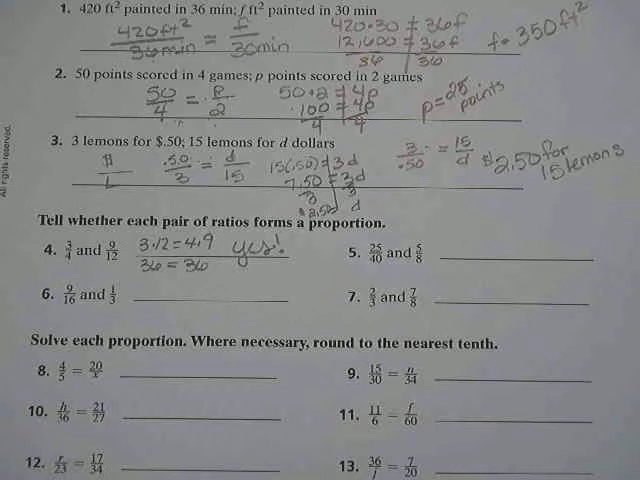 1. 420 ft² painted in 36 min; f ft² painted in 30 min
420ft²/36min = f/30min
420·30 = 36f
12,600 = 36f
36 36
f = 350ft²
2. 50 points scored in 4 games; p points scored in 2 games
50/4 = p/2
50·2 = 4p
100 = 4p
4 4
p=25 points
3. 3 lemons for $.50; 15 lemons for d dollars
$/L
.50/3 = d/15
15(.50) = 3d
7.50 = 3d
3 3
$2.50 d
3/.50 = 15/d
$2.50 for
15 lemons
All rights reserved.
Tell whether each pair of ratios forms a proportion.
4. 3/4 and 9/12
3·12 = 4·9
36 = 36
yes!
5. 25/40 and 5/8
6. 9/16 and 1/3
7. 2/3 and 7/8
Solve each proportion. Where necessary, round to the nearest tenth.
8. 4/5 = 20/x
9. 15/30 = n/34
10. h/36 = 21/27
11. 11/6 = f/60
12. r/23 = 17/34
13. 36/j = 7/20